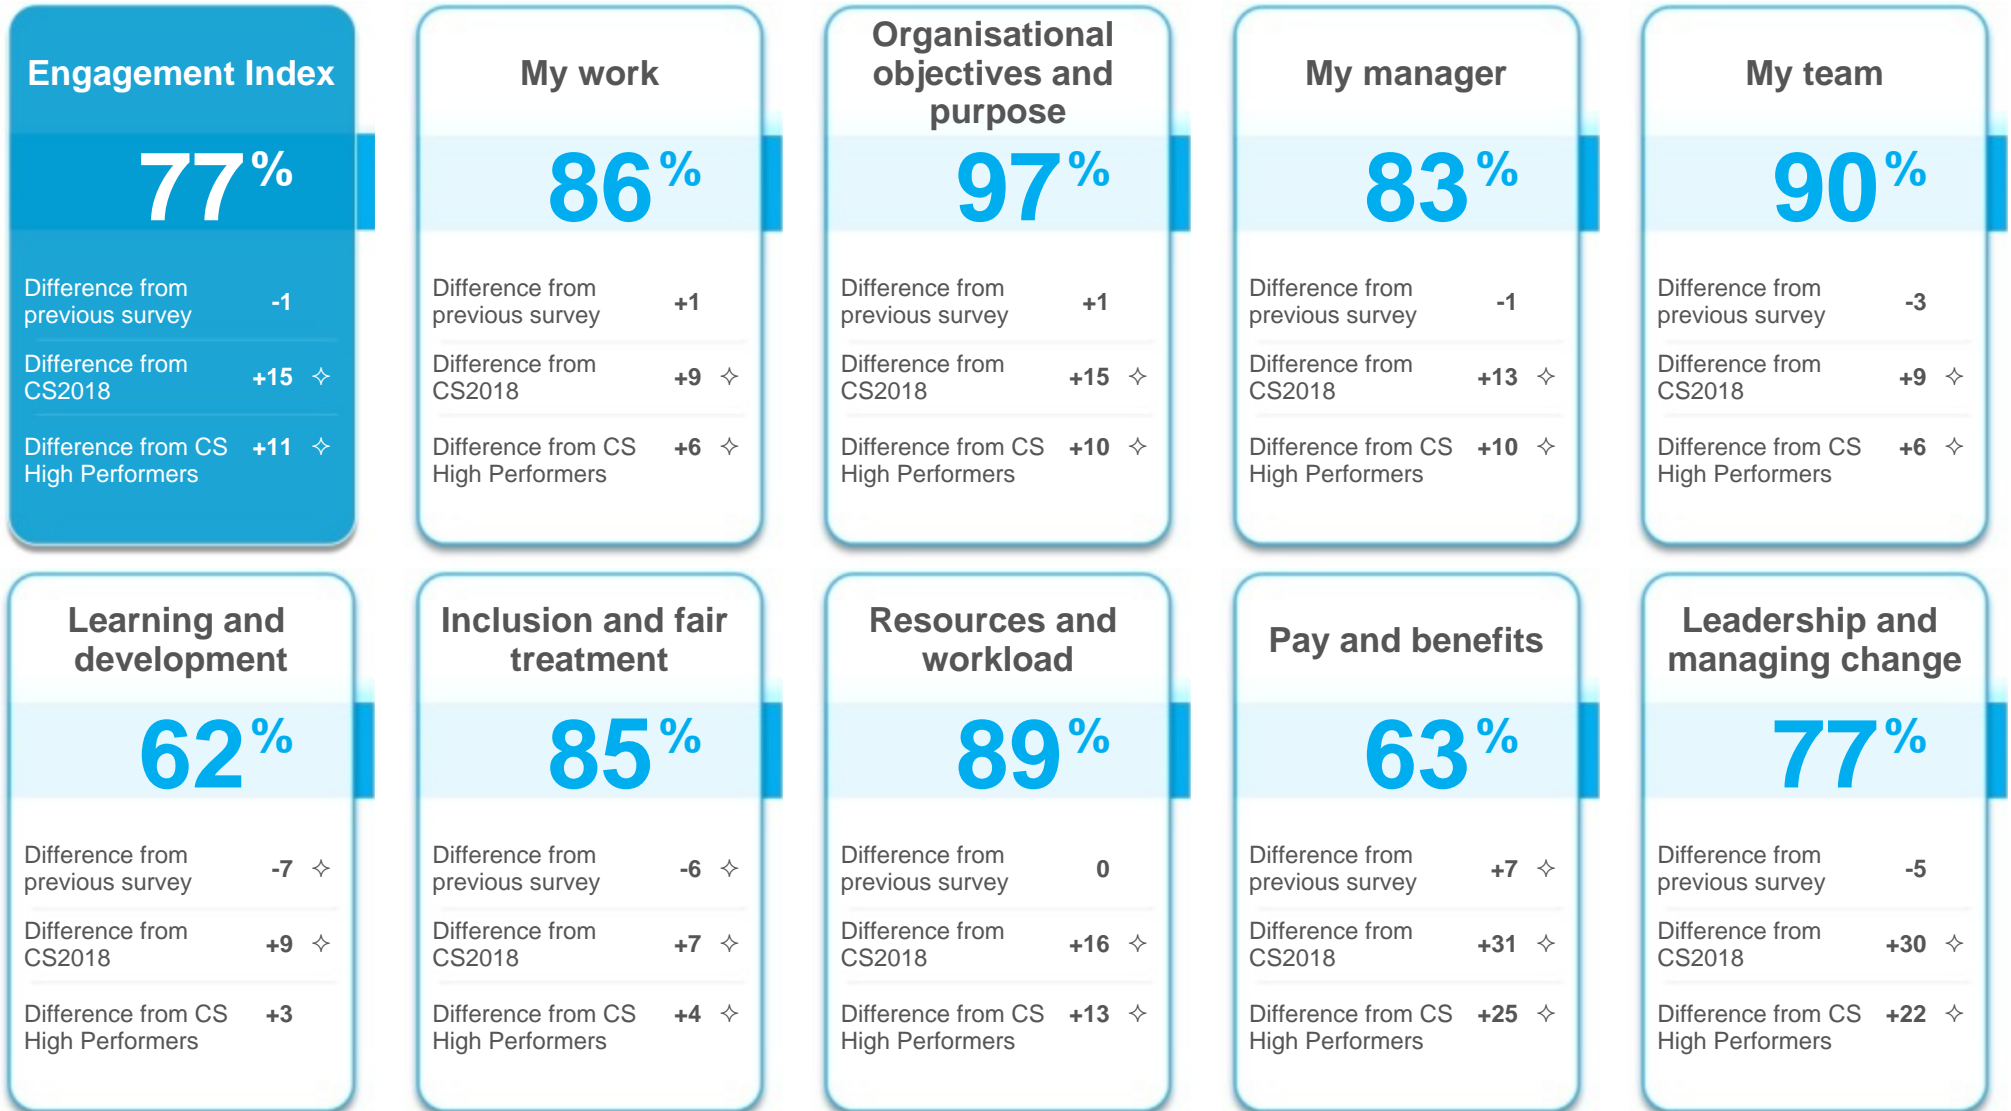 Engagement Index
77%
Difference from
previous survey -1
Difference from
CS2018 +15 ✧
Difference from CS
High Performers +11 ✧
My work
86%
Difference from
previous survey +1
Difference from
CS2018 +9 ✧
Difference from CS
High Performers +6 ✧
Organisational
objectives and
purpose
97%
Difference from
previous survey +1
Difference from
CS2018 +15 ✧
Difference from CS
High Performers +10 ✧
My manager
83%
Difference from
previous survey -1
Difference from
CS2018 +13 ✧
Difference from CS
High Performers +10 ✧
My team
90%
Difference from
previous survey -3
Difference from
CS2018 +9 ✧
Difference from CS
High Performers +6 ✧
Learning and
development
62%
Difference from
previous survey -7 ✧
Difference from
CS2018 +9 ✧
Difference from CS
High Performers +3
Inclusion and fair
treatment
85%
Difference from
previous survey -6 ✧
Difference from
CS2018 +7 ✧
Difference from CS
High Performers +4 ✧
Resources and
workload
89%
Difference from
previous survey 0
Difference from
CS2018 +16 ✧
Difference from CS
High Performers +13 ✧
Pay and benefits
63%
Difference from
previous survey +7 ✧
Difference from
CS2018 +31 ✧
Difference from CS
High Performers +25 ✧
Leadership and
managing change
77%
Difference from
previous survey -5
Difference from
CS2018 +30 ✧
Difference from CS
High Performers +22 ✧